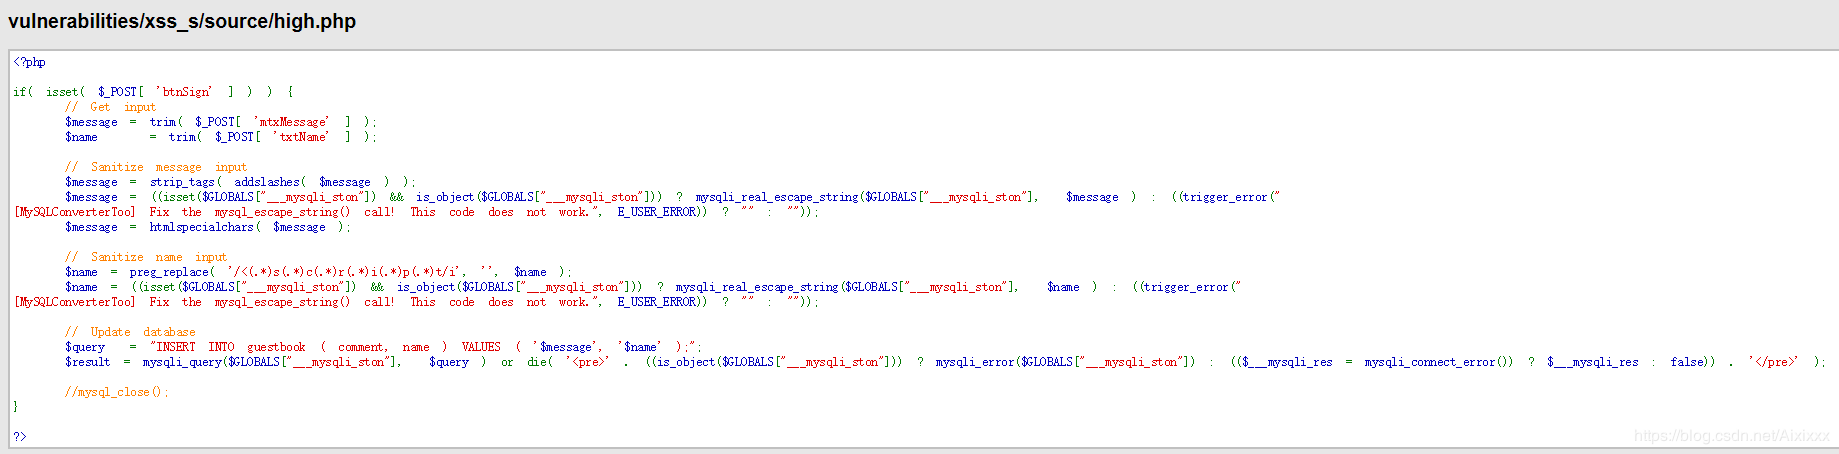 vulnerabilities/xss_s/source/high.php
<?php
if( isset( $_POST[ 'btnSign' ] ) ) {
// Get input
$message = trim( $_POST[ 'mtxMessage' ] );
$name = trim( $_POST[ 'txtName' ] );
// Sanitize message input
$message = strip_tags( addslashes( $message ) );
$message = ((isset($GLOBALS["___mysqli_ston"]) && is_object($GLOBALS["___mysqli_ston"])) ? mysqli_real_escape_string($GLOBALS["___mysqli_ston"], $message ) : ((trigger_error("
[MySQLConverterToo] Fix the mysql_escape_string() call! This code does not work.", E_USER_ERROR)) ? "" : ""));
$message = htmlspecialchars( $message );
// Sanitize name input
$name = preg_replace( '/<(.*)s(.*)c(.*)r(.*)i(.*)p(.*)t/i', '', $name );
$name = ((isset($GLOBALS["___mysqli_ston"]) && is_object($GLOBALS["___mysqli_ston"])) ? mysqli_real_escape_string($GLOBALS["___mysqli_ston"], $name ) : ((trigger_error("
[MySQLConverterToo] Fix the mysql_escape_string() call! This code does not work.", E_USER_ERROR)) ? "" : ""));
// Update database
$query = "INSERT INTO guestbook ( comment, name ) VALUES ( '$message', '$name' );";
$result = mysqli_query($GLOBALS["___mysqli_ston"], $query ) or die( '<pre>' . ((is_object($GLOBALS["___mysqli_ston"])) ? mysqli_error($GLOBALS["___mysqli_ston"]) : (($___mysqli_res = mysqli_connect_error()) ? $___mysqli_res : false)) . '</pre>' );
//mysql_close();
}
?>
https://blog.csdn.net/Aixixxx